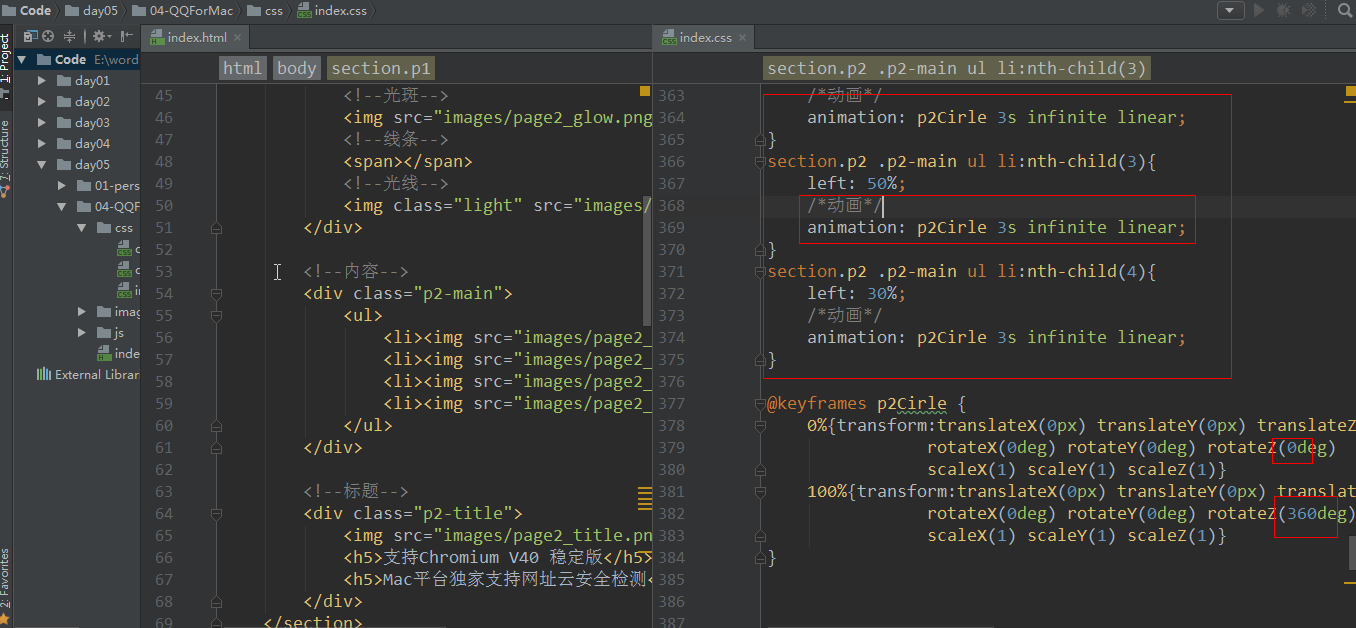 Code day05 04-QQForMac css index.css
1: Project
7: Structure
2: Favorites
Code E:\word
day01
day02
day03
day04
day05
01-pers
04-QQF
css
imag
js
inde
External Librar
index.html
html body section.p1
45 <!--光斑-->
46 <img src="images/page2_glow.png
47 <!--线条-->
48 <span></span>
49 <!--光线-->
50 <img class="light" src="images/
51 </div>
52
53 <!--内容-->
54 <div class="p2-main">
55 <ul>
56 <li><img src="images/page2_
57 <li><img src="images/page2_
58 <li><img src="images/page2_
59 <li><img src="images/page2_
60 </ul>
61 </div>
62
63 <!--标题-->
64 <div class="p2-title">
65 <img src="images/page2_title.pn
66 <h5>支持Chromium V40 稳定版</h5>
67 <h5>Mac平台独家支持网址云安全检测<
68 </div>
69 </section>
index.css
section.p2 .p2-main ul li:nth-child(3)
363 /*动画*/
364 animation: p2Cirle 3s infinite linear;
365 }
366 section.p2 .p2-main ul li:nth-child(3){
367 left: 50%;
368 /*动画*/
369 animation: p2Cirle 3s infinite linear;
370 }
371 section.p2 .p2-main ul li:nth-child(4){
372 left: 30%;
373 /*动画*/
374 animation: p2Cirle 3s infinite linear;
375 }
376
377 @keyframes p2Cirle {
378 0%{transform:translateX(0px) translateY(0px) translateZ
379 rotateX(0deg) rotateY(0deg) rotateZ(0deg)
380 scaleX(1) scaleY(1) scaleZ(1)}
381 100%{transform:translateX(0px) translateY(0px) translat
382 rotateX(0deg) rotateY(0deg) rotateZ(360deg)
383 scaleX(1) scaleY(1) scaleZ(1)}
384 }
385
386
387